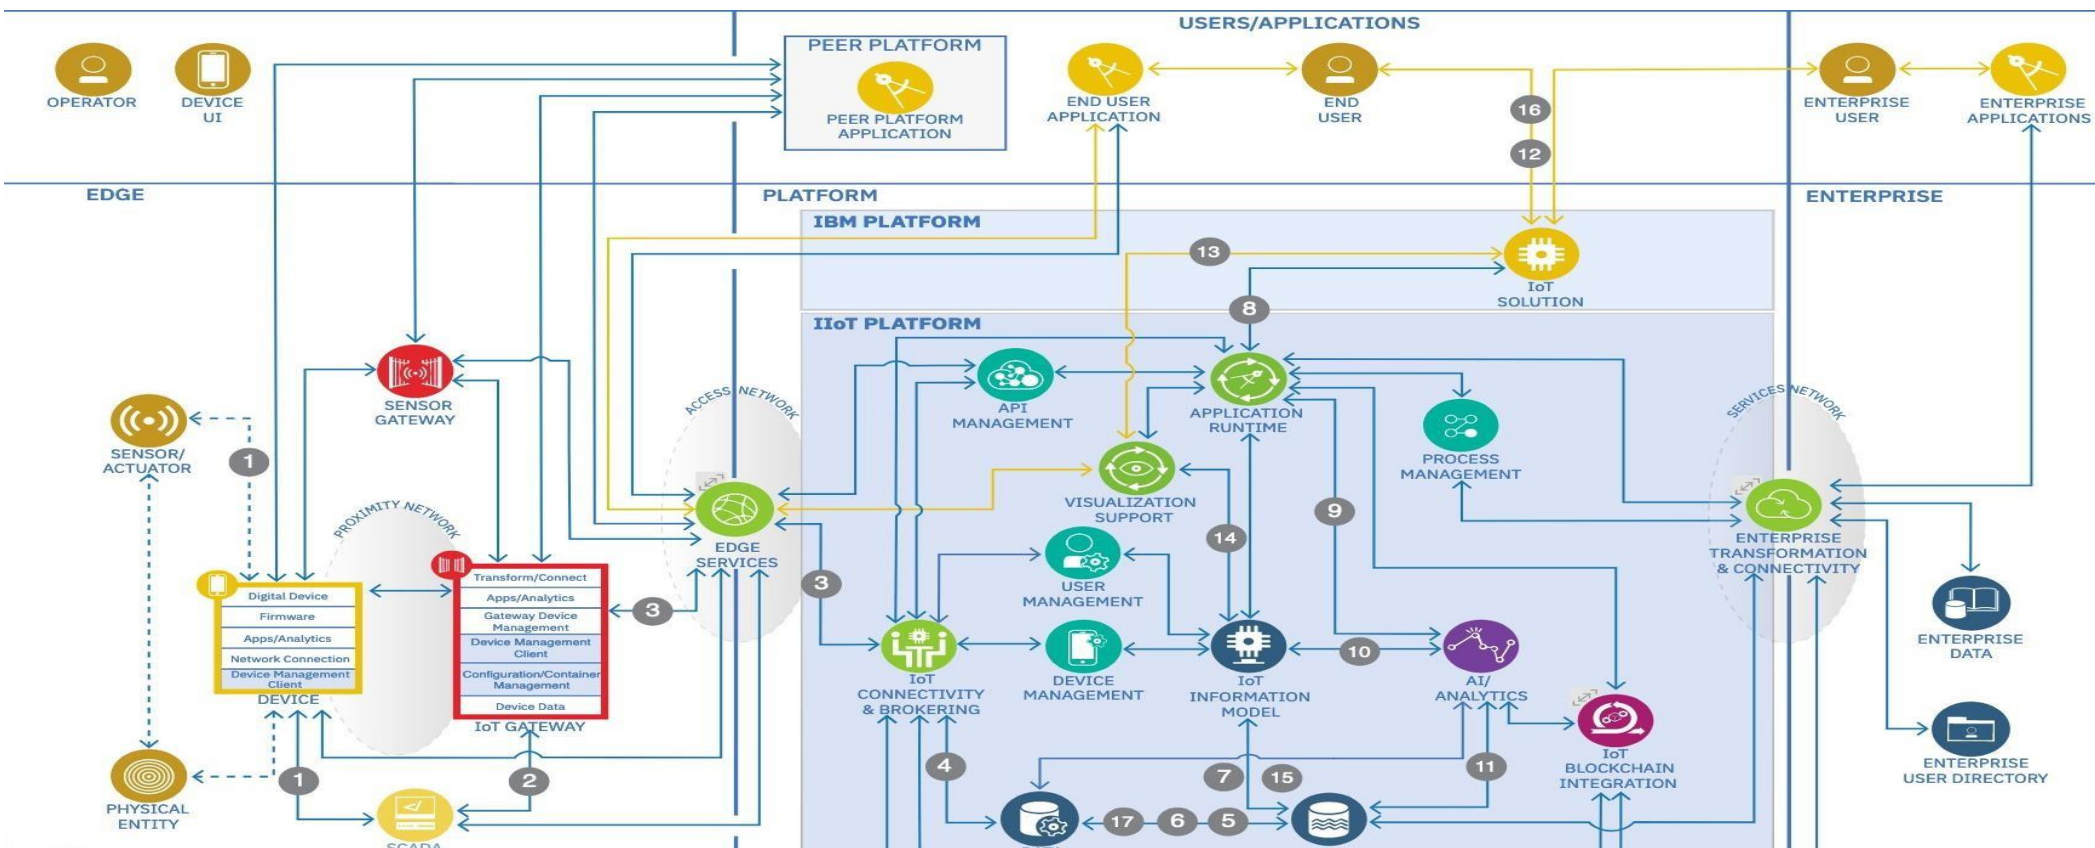 USERS/APPLICATIONS
OPERATOR
DEVICE
UI
PEER PLATFORM
PEER PLATFORM
APPLICATION
END USER
APPLICATION
END
USER
16
12
ENTERPRISE
USER
ENTERPRISE
APPLICATIONS
EDGE
PLATFORM
ENTERPRISE
IBM PLATFORM
13
IoT
SOLUTION
8
IIoT PLATFORM
SENSOR
GATEWAY
API
MANAGEMENT
APPLICATION
RUNTIME
PROCESS
MANAGEMENT
ACCESS NETWORK
SERVICES NETWORK
SENSOR/
ACTUATOR
1
PROXIMITY NETWORK
VISUALIZATION
SUPPORT
9
14
EDGE
SERVICES
ENTERPRISE
TRANSFORMATION
& CONNECTIVITY
3
3
USER
MANAGEMENT
Digital Device
Firmware
Apps/Analytics
Network Connection
Device Management
Client
DEVICE
Transform/Connect
Apps/Analytics
Gateway Device
Management
Device Management
Client
Configuration/Container
Management
Device Data
IoT GATEWAY
IoT
CONNECTIVITY
& BROKERING
DEVICE
MANAGEMENT
IoT
INFORMATION
MODEL
10
AI/
ANALYTICS
ENTERPRISE
DATA
IoT
BLOCKCHAIN
INTEGRATION
ENTERPRISE
USER DIRECTORY
PHYSICAL
ENTITY
1
2
4
7
15
11
17
6
5
SCADA
DATA